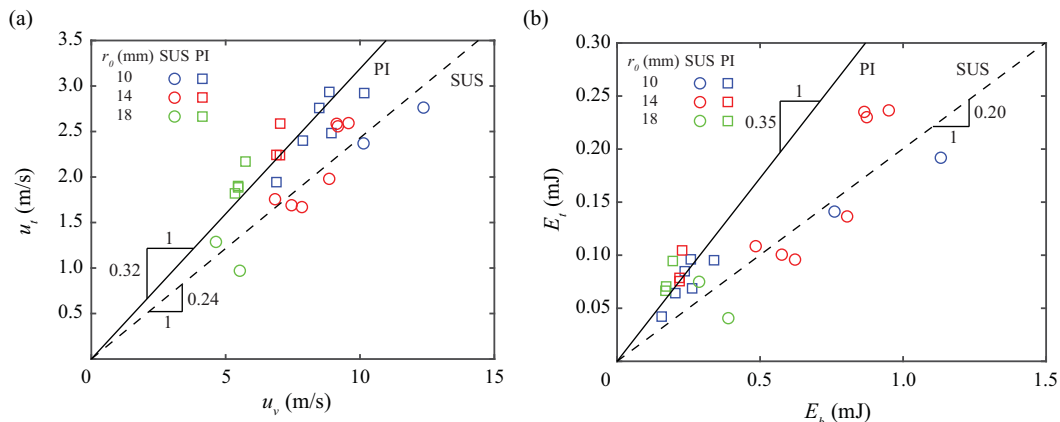 (a)
3.5
3.0
2.5
2.0
1.5
1.0
0.5
0
5
10
15
u_t (m/s)
u_v (m/s)
r_0 (mm) SUS PI
10
14
18
PI
SUS
1
0.32
0.24
1
(b)
0.30
0.25
0.20
0.15
0.10
0.05
0
0.5
1.0
1.5
E_t (mJ)
E_b (mJ)
r_0 (mm) SUS PI
10
14
18
PI
SUS
1
0.35
0.20
1